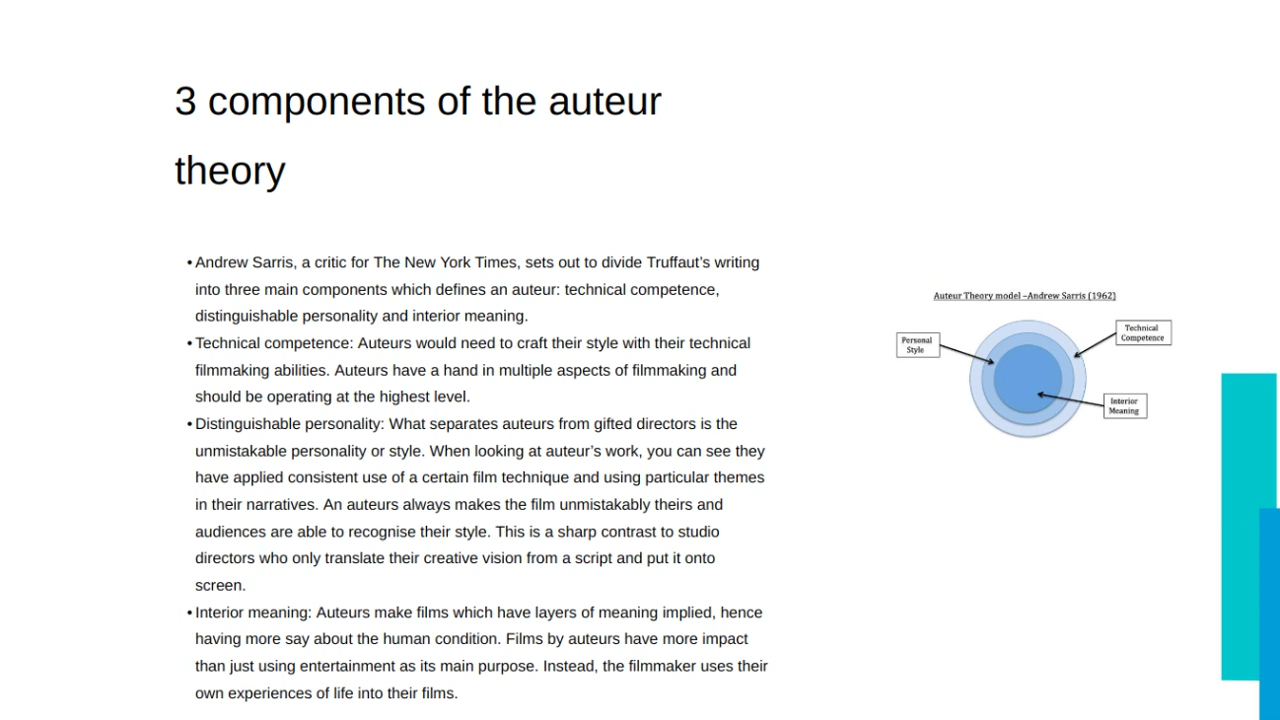 3 components of the auteur
theory
• Andrew Sarris, a critic for The New York Times, sets out to divide Truffaut’s writing
into three main components which defines an auteur: technical competence,
distinguishable personality and interior meaning.
• Technical competence: Auteurs would need to craft their style with their technical
filmmaking abilities. Auteurs have a hand in multiple aspects of filmmaking and
should be operating at the highest level.
• Distinguishable personality: What separates auteurs from gifted directors is the
unmistakable personality or style. When looking at auteur’s work, you can see they
have applied consistent use of a certain film technique and using particular themes
in their narratives. An auteurs always makes the film unmistakably theirs and
audiences are able to recognise their style. This is a sharp contrast to studio
directors who only translate their creative vision from a script and put it onto
screen.
• Interior meaning: Auteurs make films which have layers of meaning implied, hence
having more say about the human condition. Films by auteurs have more impact
than just using entertainment as its main purpose. Instead, the filmmaker uses their
own experiences of life into their films.
Auteur Theory model –Andrew Sarris (1962)
Personal
Style
Technical
Competence
Interior
Meaning